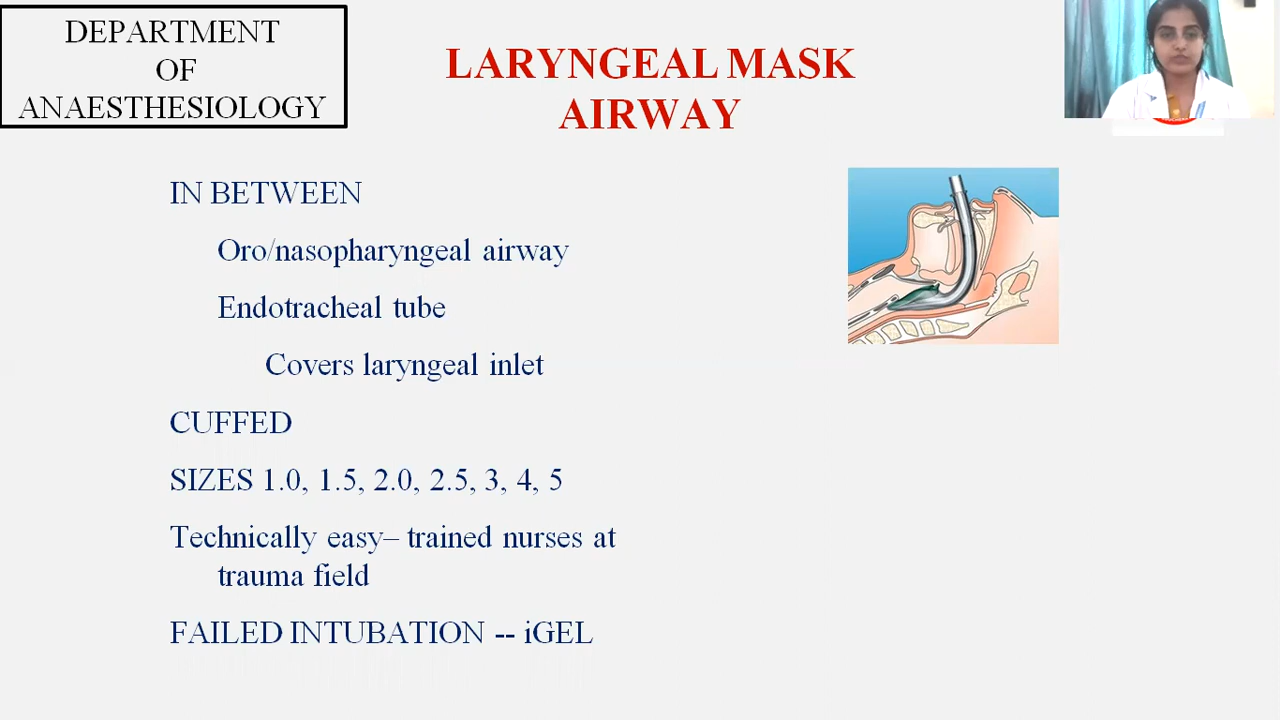 DEPARTMENT
OF
ANAESTHESIOLOGY
LARYNGEAL MASK
AIRWAY
IN BETWEEN
Oro/nasopharyngeal airway
Endotracheal tube
Covers laryngeal inlet
CUFFED
SIZES 1.0, 1.5, 2.0, 2.5, 3, 4, 5
Technically easy– trained nurses at
trauma field
FAILED INTUBATION -- iGEL